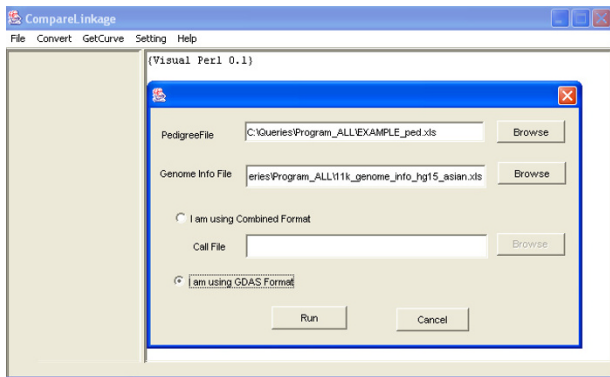 CompareLinkage
File Convert GetCurve Setting Help
{Visual Perl 0.1}
PedigreeFile C:\Queries\Program_ALL\EXAMPLE_ped.xls Browse
Genome Info File eries\Program_ALL\11k_genome_info_hg15_asian.xls Browse
I am using Combined Format
Call File Browse
I am using GDAS Format
Run Cancel